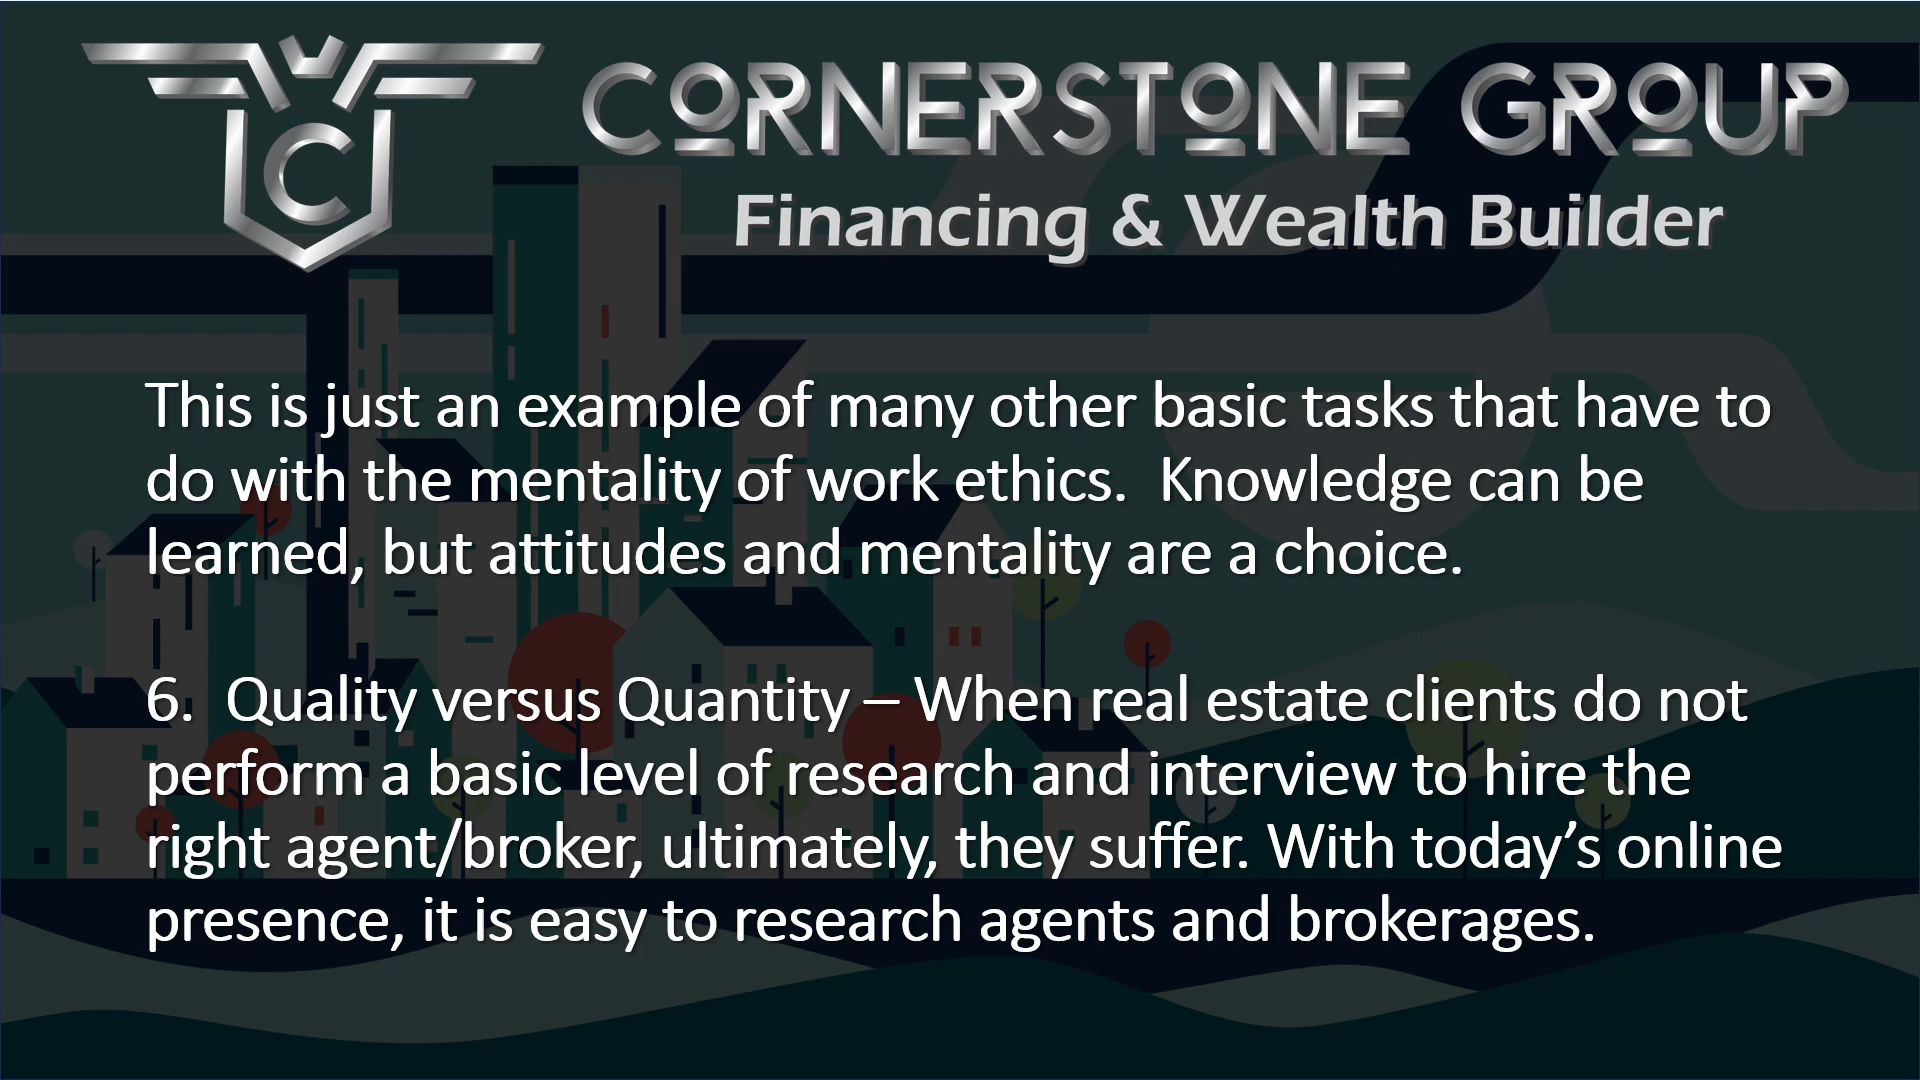 C
CORNERSTONE GROUP
Financing & Wealth Builder
This is just an example of many other basic tasks that have to
do with the mentality of work ethics.  Knowledge can be
learned, but attitudes and mentality are a choice.
6.  Quality versus Quantity – When real estate clients do not
perform a basic level of research and interview to hire the
right agent/broker, ultimately, they suffer. With today’s online
presence, it is easy to research agents and brokerages.